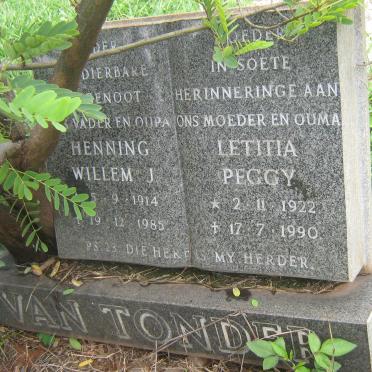 DIERBARE
VADER EN OUPA
HENNING
WILLEM J
9. 1914
19. 12. 1985
IN SOETE
HERINNERINGE AAN
ONS MOEDER EN OUMA
LETITIA
PEGGY
* 2. 11. 1922
+ 17. 7. 1990
PS. 23 DIE HERE IS MY HERDER.
VAN TONDER